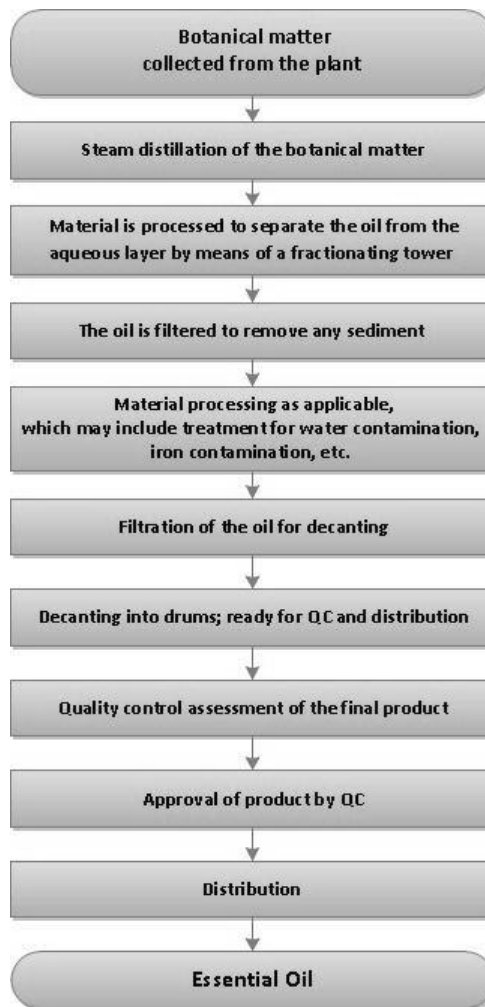 Botanical matter
collected from the plant
Steam distillation of the botanical matter
Material is processed to separate the oil from the
aqueous layer by means of a fractionating tower
The oil is filtered to remove any sediment
Material processing as applicable,
which may include treatment for water contamination,
iron contamination, etc.
Filtration of the oil for decanting
Decanting into drums; ready for QC and distribution
Quality control assessment of the final product
Approval of product by QC
Distribution
Essential Oil